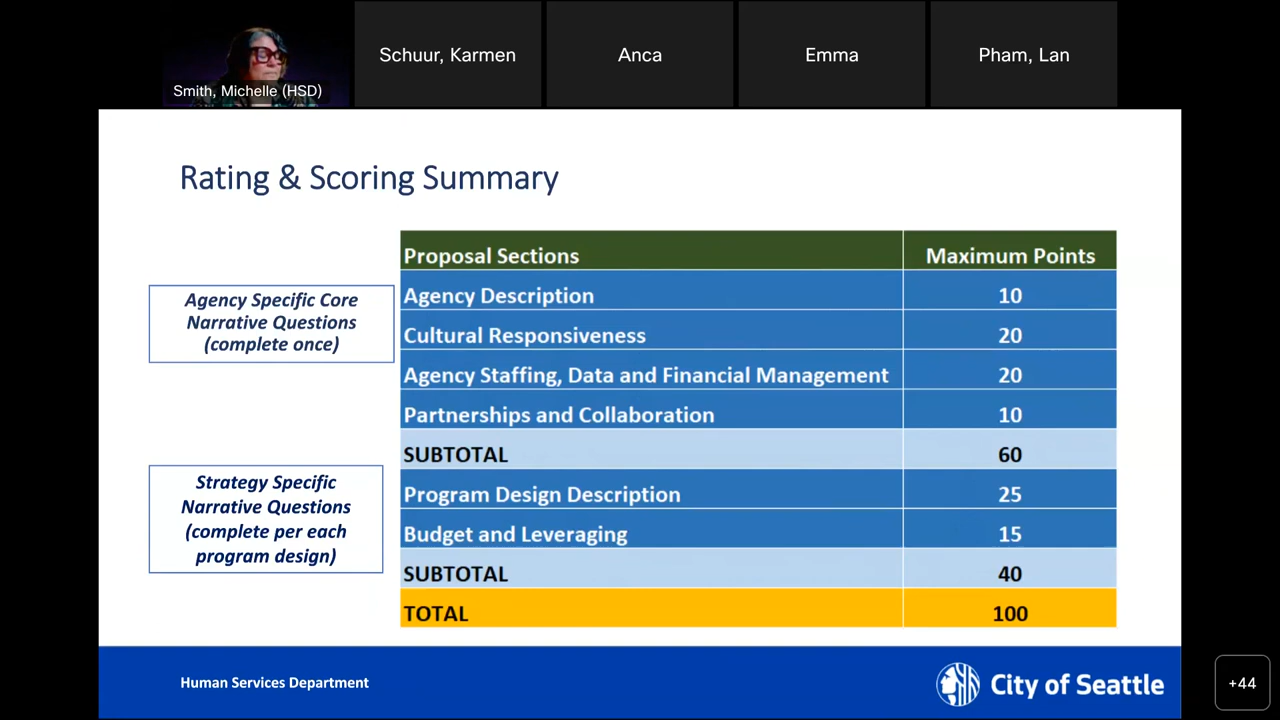 Smith, Michelle (HSD)
Schuur, Karmen
Anca
Emma
Pham, Lan
Rating & Scoring Summary
Agency Specific Core
Narrative Questions
(complete once)
Strategy Specific
Narrative Questions
(complete per each
program design)
Proposal Sections Maximum Points
Agency Description 10
Cultural Responsiveness 20
Agency Staffing, Data and Financial Management 20
Partnerships and Collaboration 10
SUBTOTAL 60
Program Design Description 25
Budget and Leveraging 15
SUBTOTAL 40
TOTAL 100
Human Services Department
City of Seattle
+44